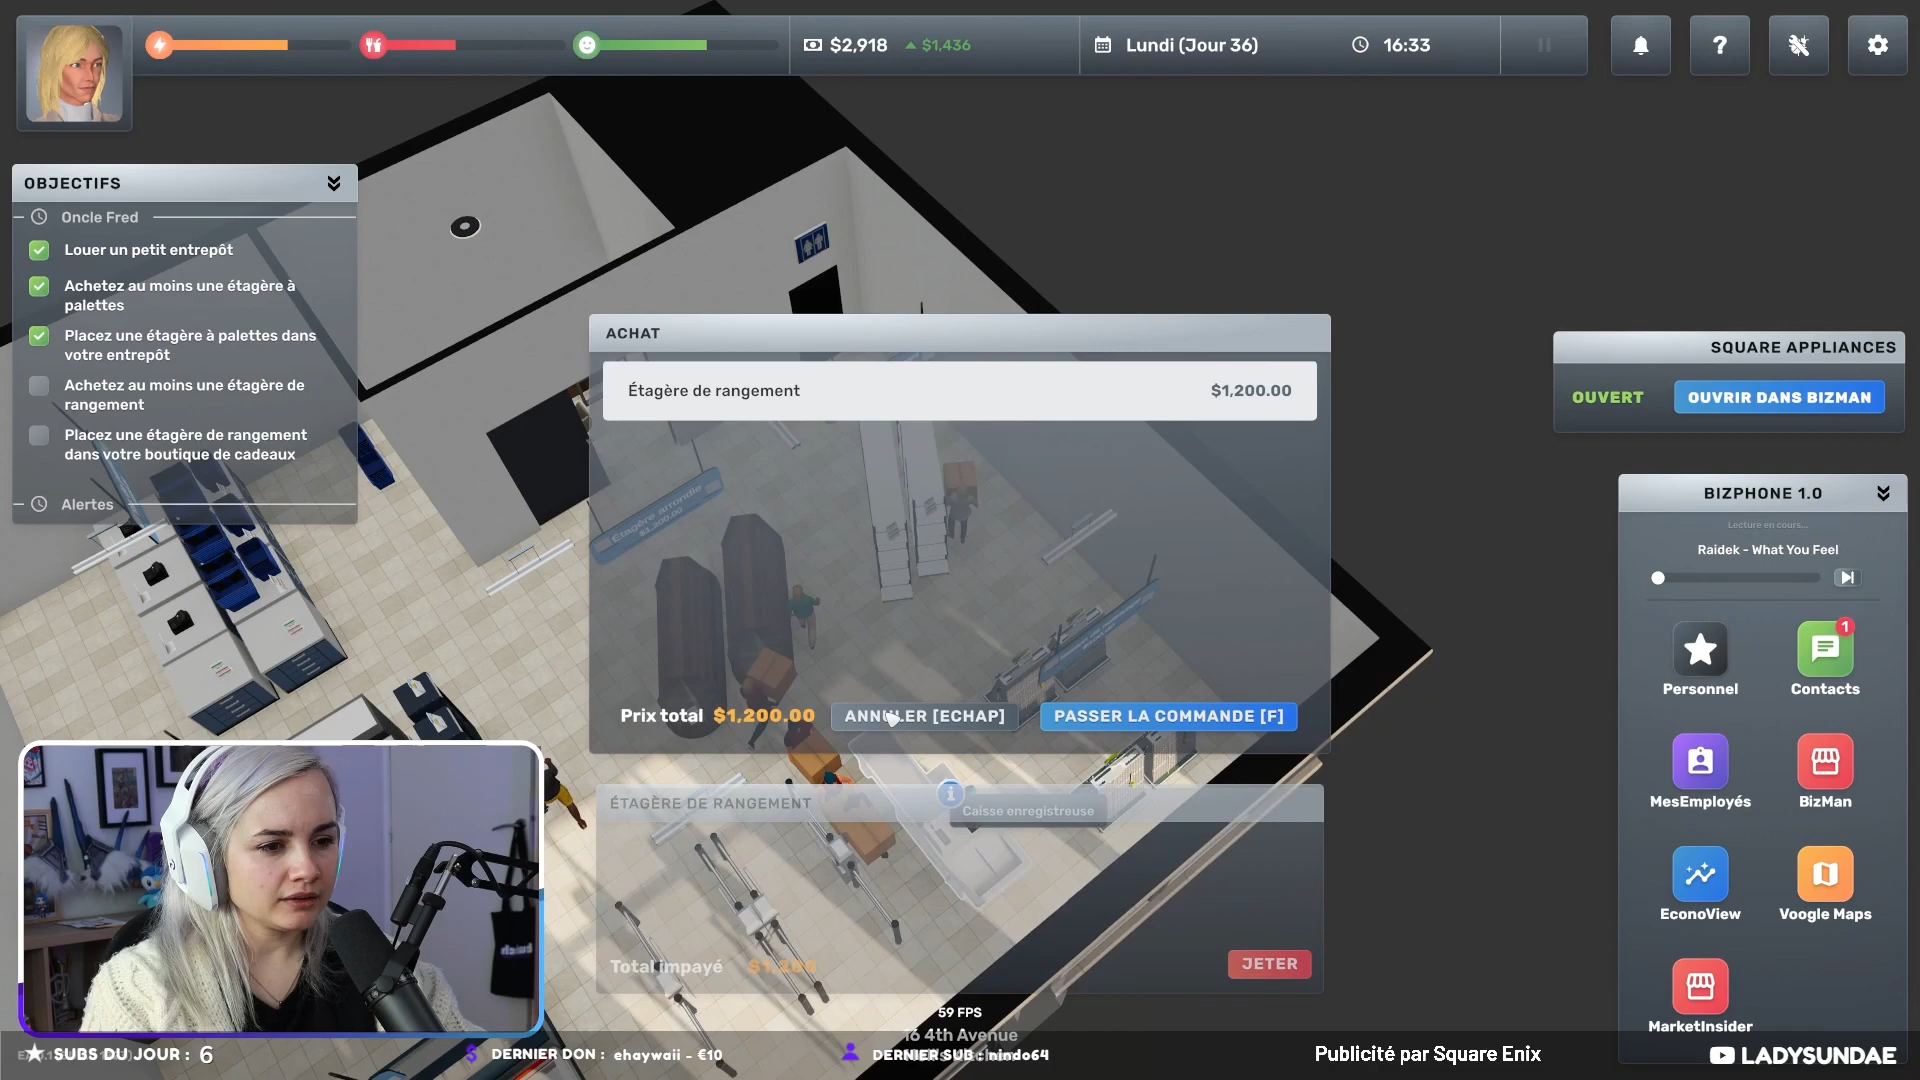 $2,918
$1,436
Lundi (Jour 36)
16:33
?
OBJECTIFS
Oncle Fred
Louer un petit entrepôt
Achetez au moins une étagère à
palettes
Placez une étagère à palettes dans
votre entrepôt
Achetez au moins une étagère de
rangement
Placez une étagère de rangement
dans votre boutique de cadeaux
Alertes
ACHAT
Étagère de rangement
$1,200.00
Étagère arrondie
$1,200.00
Prix total $1,200.00
ANNULER [ECHAP]
PASSER LA COMMANDE [F]
ÉTAGÈRE DE RANGEMENT
Caisse enregistreuse
Total impayé
JETER
59 FPS
4th Avenue
SQUARE APPLIANCES
OUVERT
OUVRIR DANS BIZMAN
BIZPHONE 1.0
Lecture en cours...
Raidek - What You Feel
1
Personnel
Contacts
MesEmployés
BizMan
EconoView
Voogle Maps
MarketInsider
SUBS DU JOUR : 6
DERNIER DON : ehaywaii - €10
DERNIER SUB : nindo64
Publicité par Square Enix
LADYSUNDAE